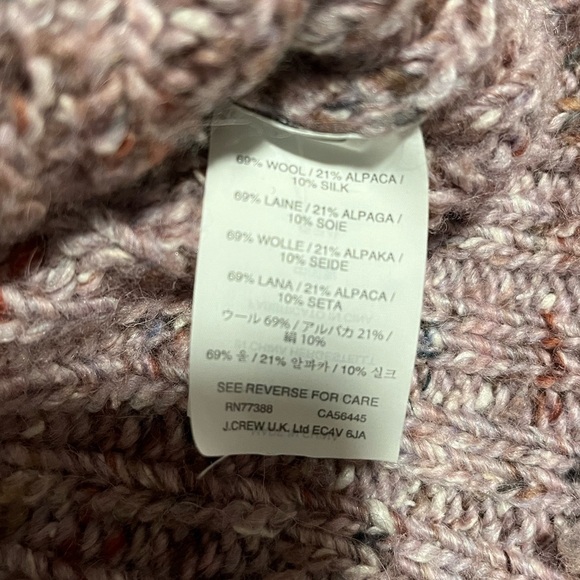 69% WOOL / 21% ALPACA /
10% SILK
69% LAINE / 21% ALPAGA /
10% SOIE
69% WOLLE / 21% ALPAKA /
10% SEIDE
69% LANA / 21% ALPACA /
10% SETA
ウール 69% / アルパカ 21% /
絹 10%
69% 울 / 21% 알파카 / 10% 실크
SEE REVERSE FOR CARE
RN77388 CA56445
J.CREW U.K. Ltd EC4V 6JA